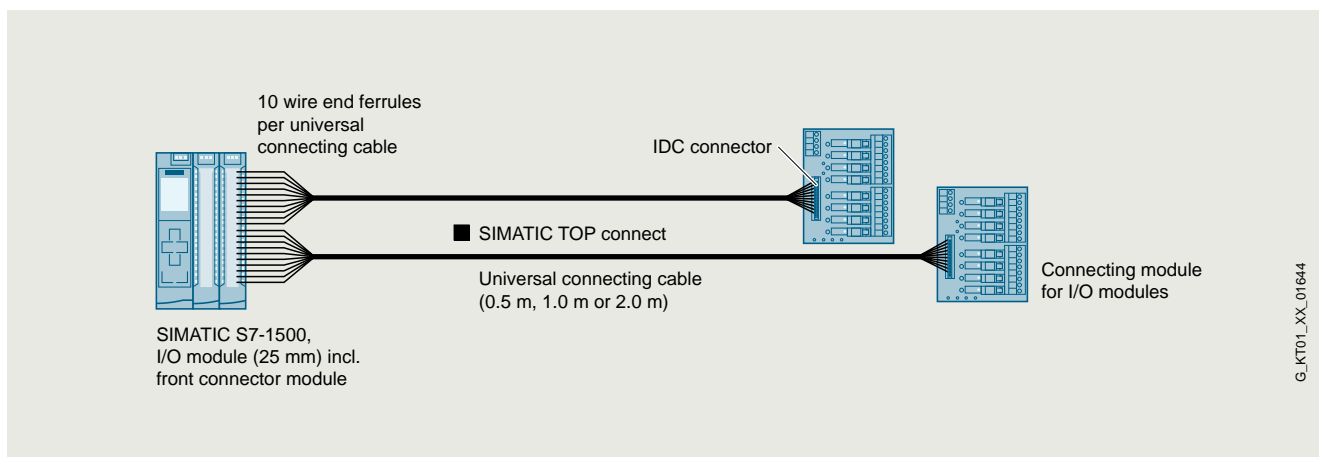 10 wire end ferrules
per universal
connecting cable
IDC connector
SIMATIC TOP connect
Universal connecting cable
(0.5 m, 1.0 m or 2.0 m)
Connecting module
for I/O modules
SIMATIC S7-1500,
I/O module (25 mm) incl.
front connector module
G_KT01_XX_01644